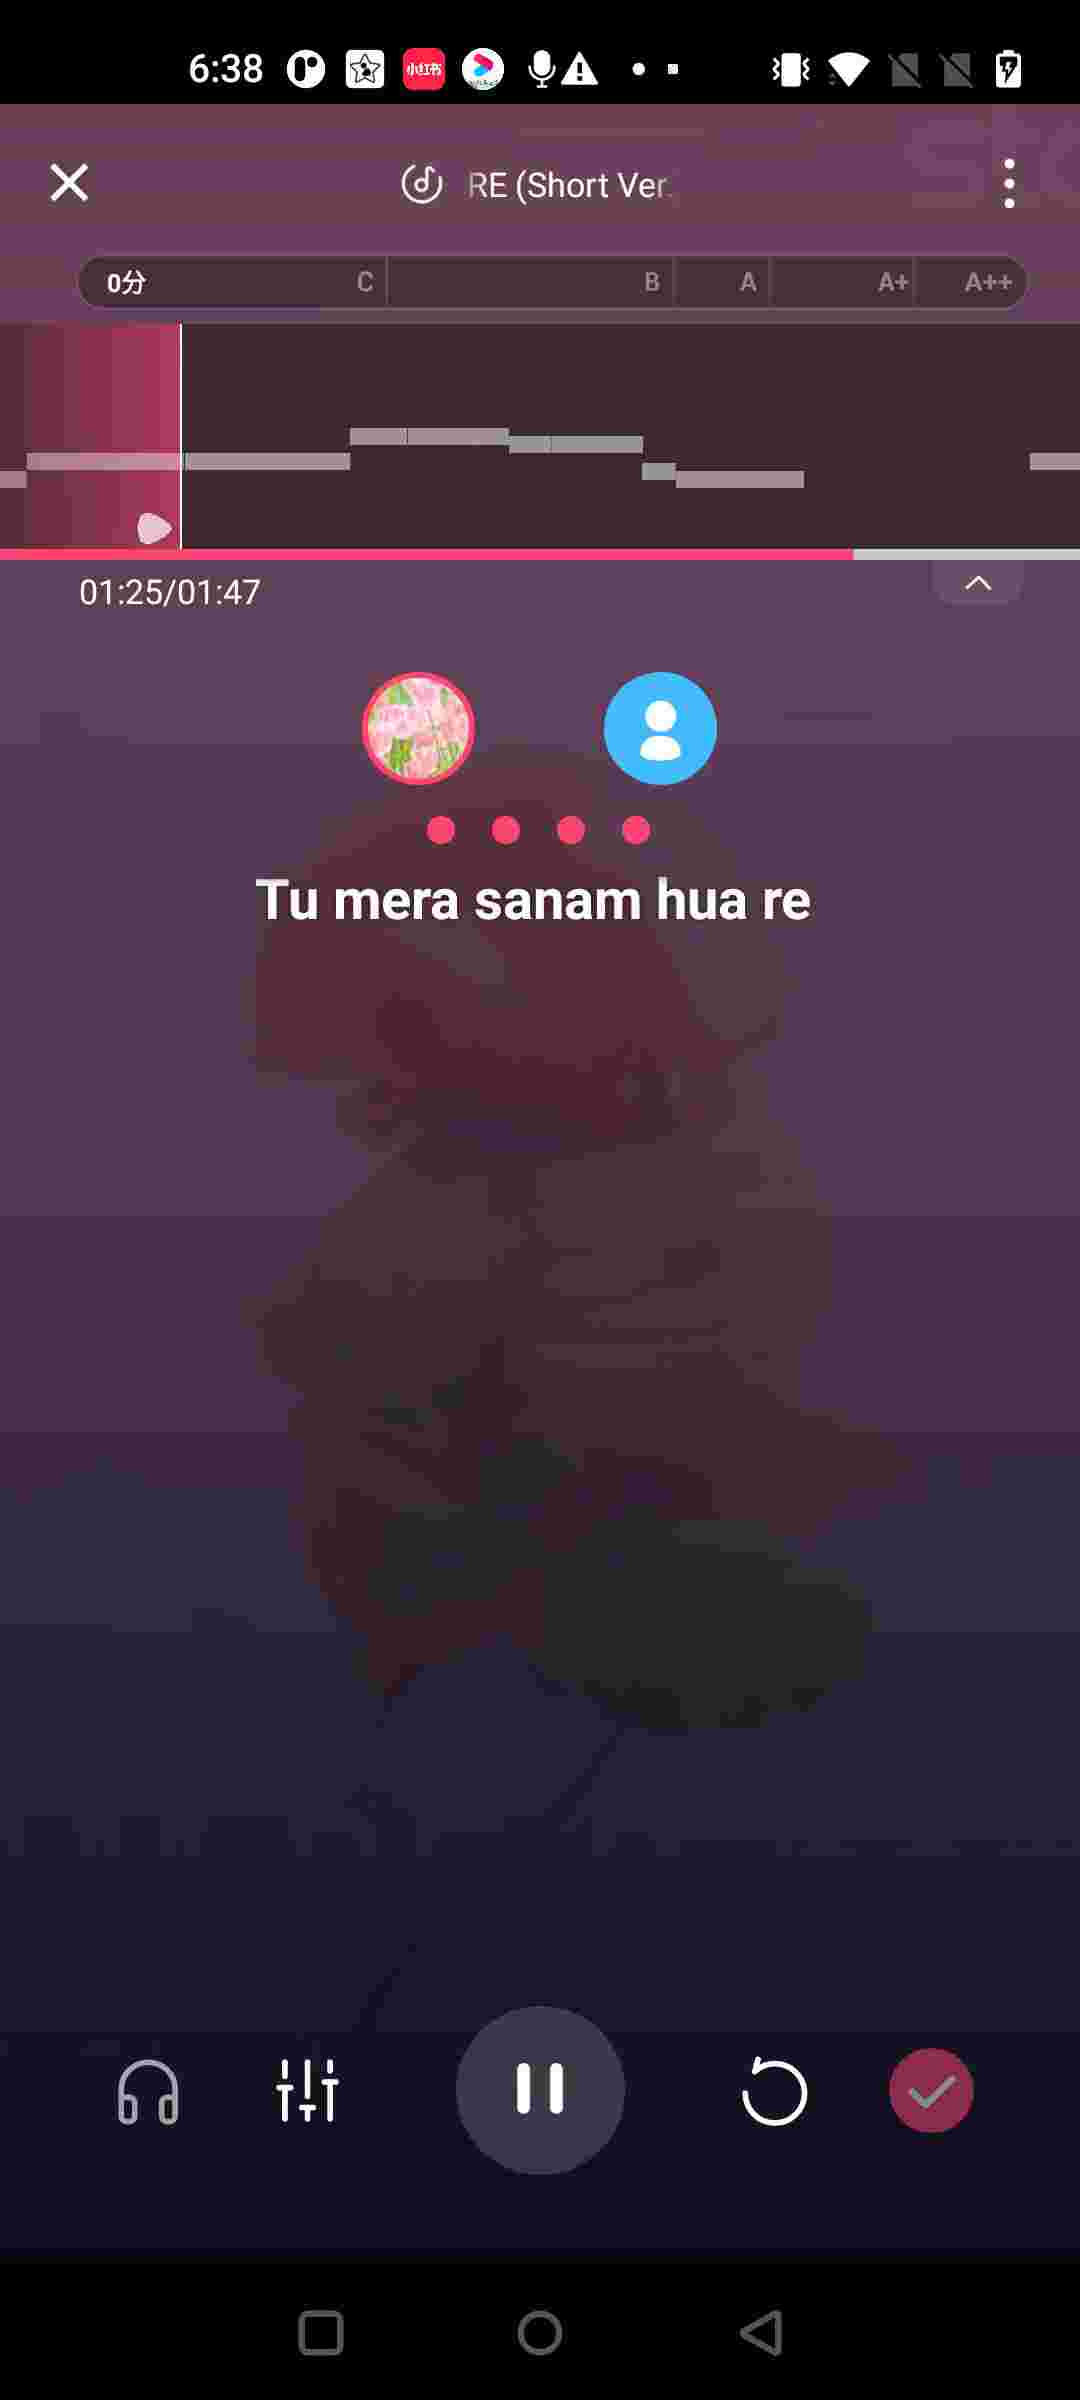 6:38
小红书
RE (Short Ver.
0分 C B A A+ A++
01:25/01:47
Tu mera sanam hua re